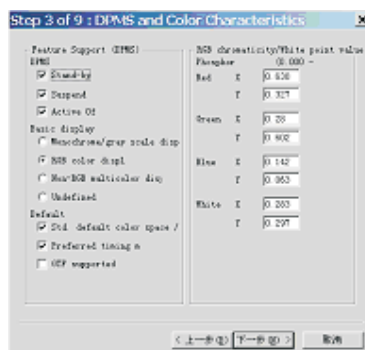 Step 3 of 9 : DPMS and Color Characteristics
Feature Support (DPMS)
DPMS
Stand-by
Suspend
Active Of
Basic display
Monochrome/gray scale disp
RGB color displ
Non-RGB multicolor disp
Undefined
Default
Std. default color space /
Preferred timing m
GTF supported
RGB chromaticity/White point value
Phosphor (0.000 -
Red X 0.630
Y 0.327
Green X 0.28
Y 0.602
Blue X 0.142
Y 0.063
White X 0.283
Y 0.297
< 上一步(B) 下一步(N) > 取消